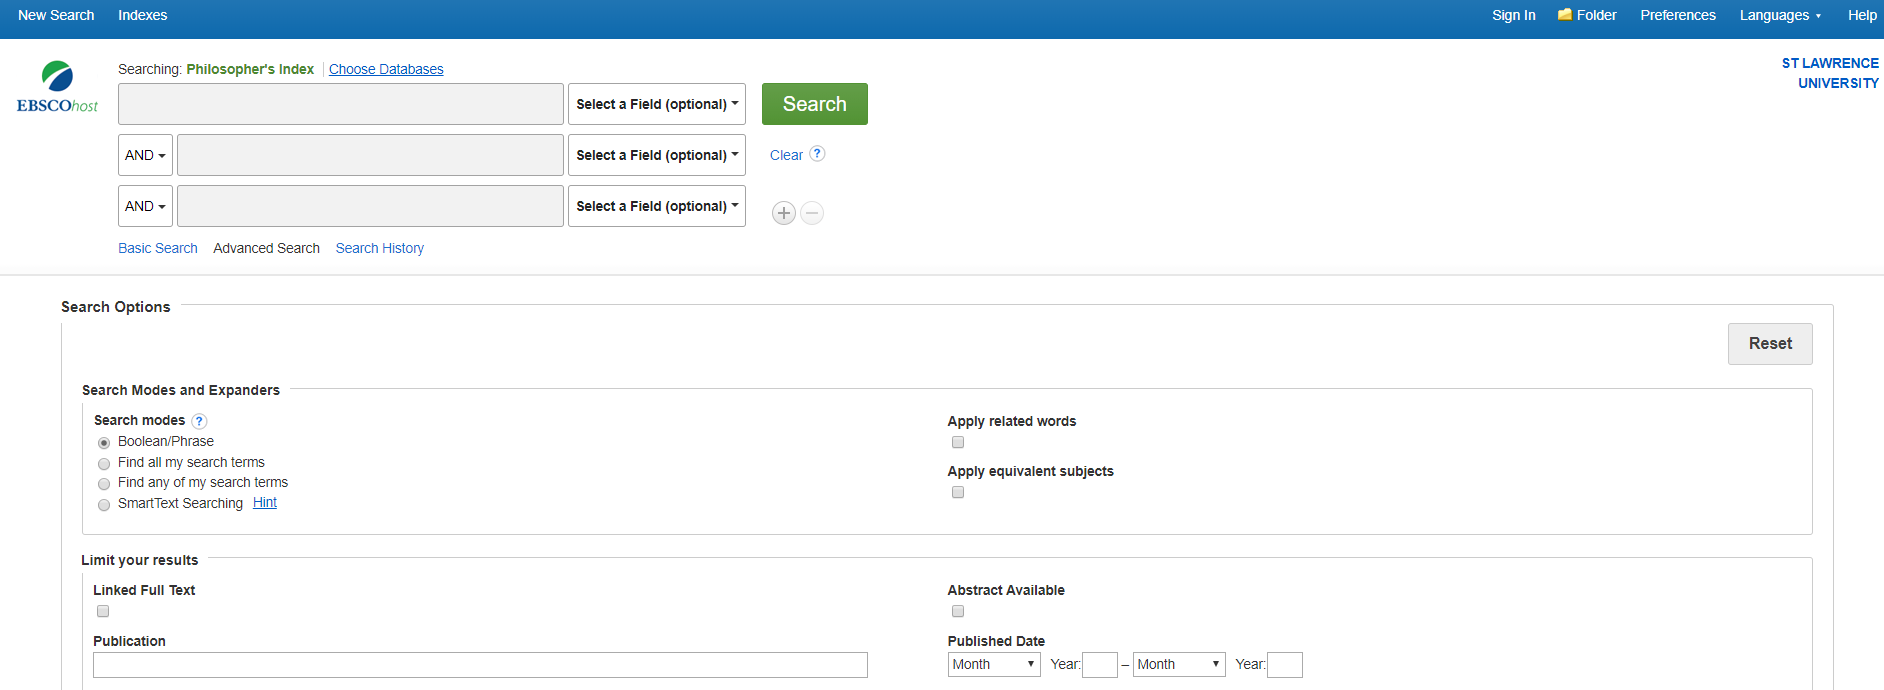 New Search Indexes Sign In Folder Preferences Languages Help
Searching: Philosopher's Index Choose Databases
ST LAWRENCE
UNIVERSITY
EBSCOhost
Select a Field (optional) Search
AND Select a Field (optional) Clear ?
AND Select a Field (optional)
Basic Search Advanced Search Search History
Search Options
Reset
Search Modes and Expanders
Search modes ? Apply related words
Boolean/Phrase
Find all my search terms
Apply equivalent subjects
Find any of my search terms
SmartText Searching Hint
Limit your results
Linked Full Text Abstract Available
Publication Published Date
Month Year: – Month Year: